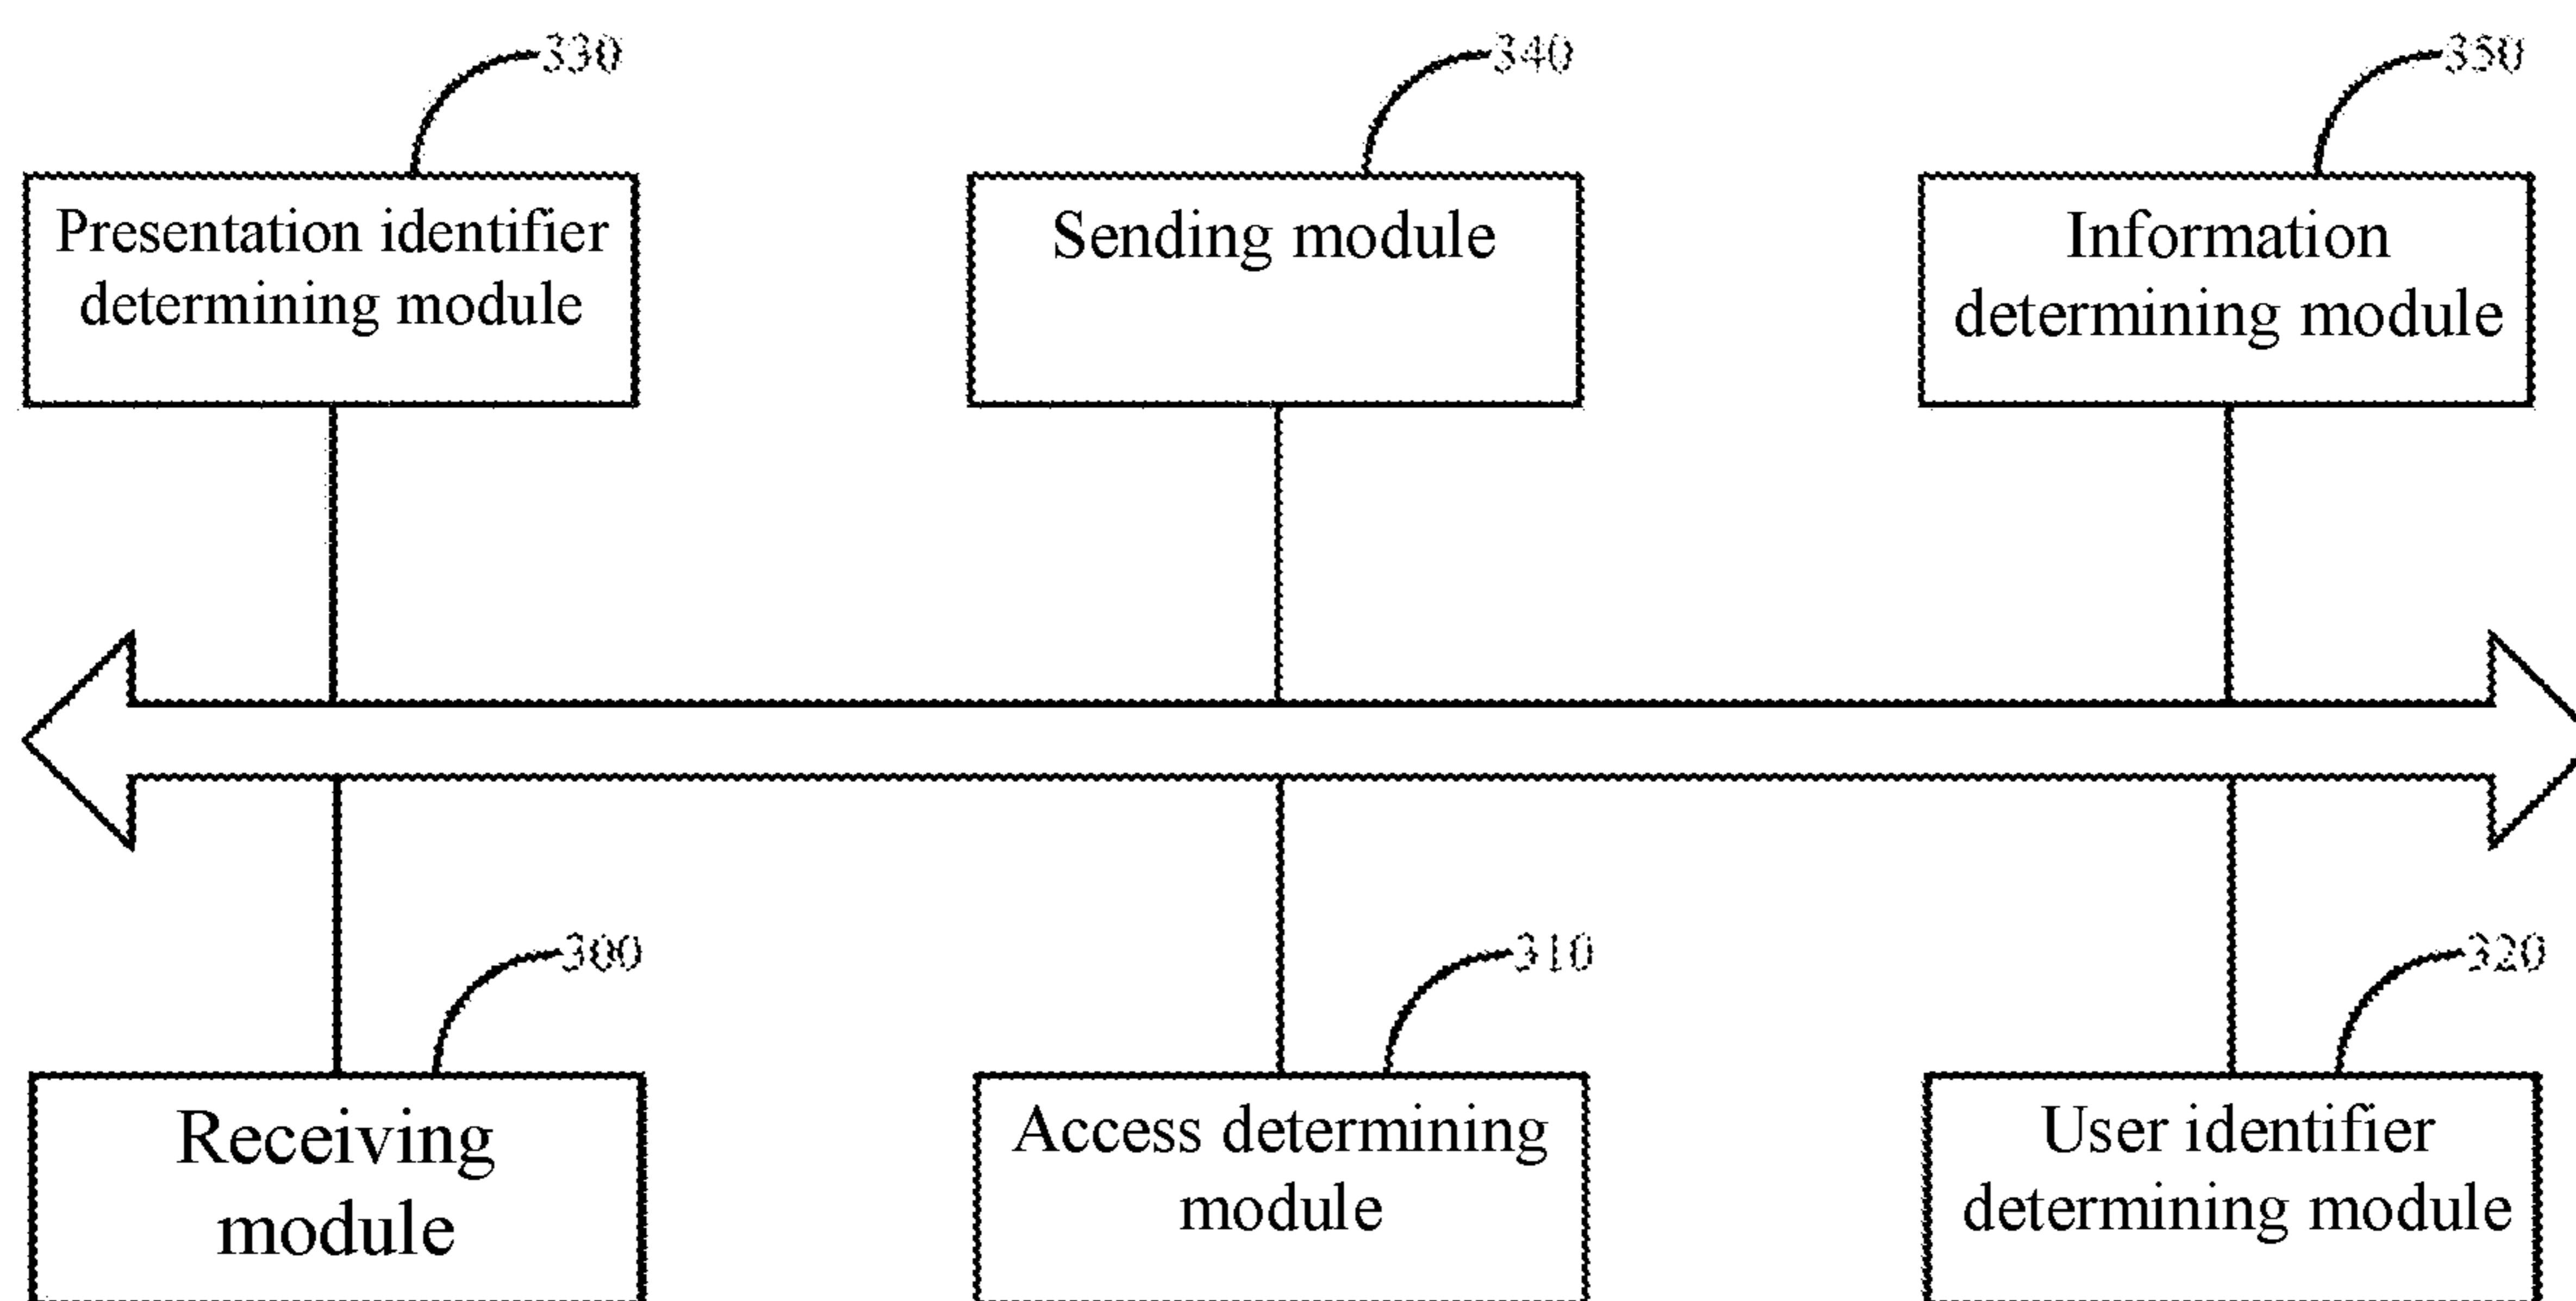 330
340
350
Presentation identifier
determining module
Sending module
Information
determining module
300
310
320
Receiving
module
Access determining
module
User identifier
determining module